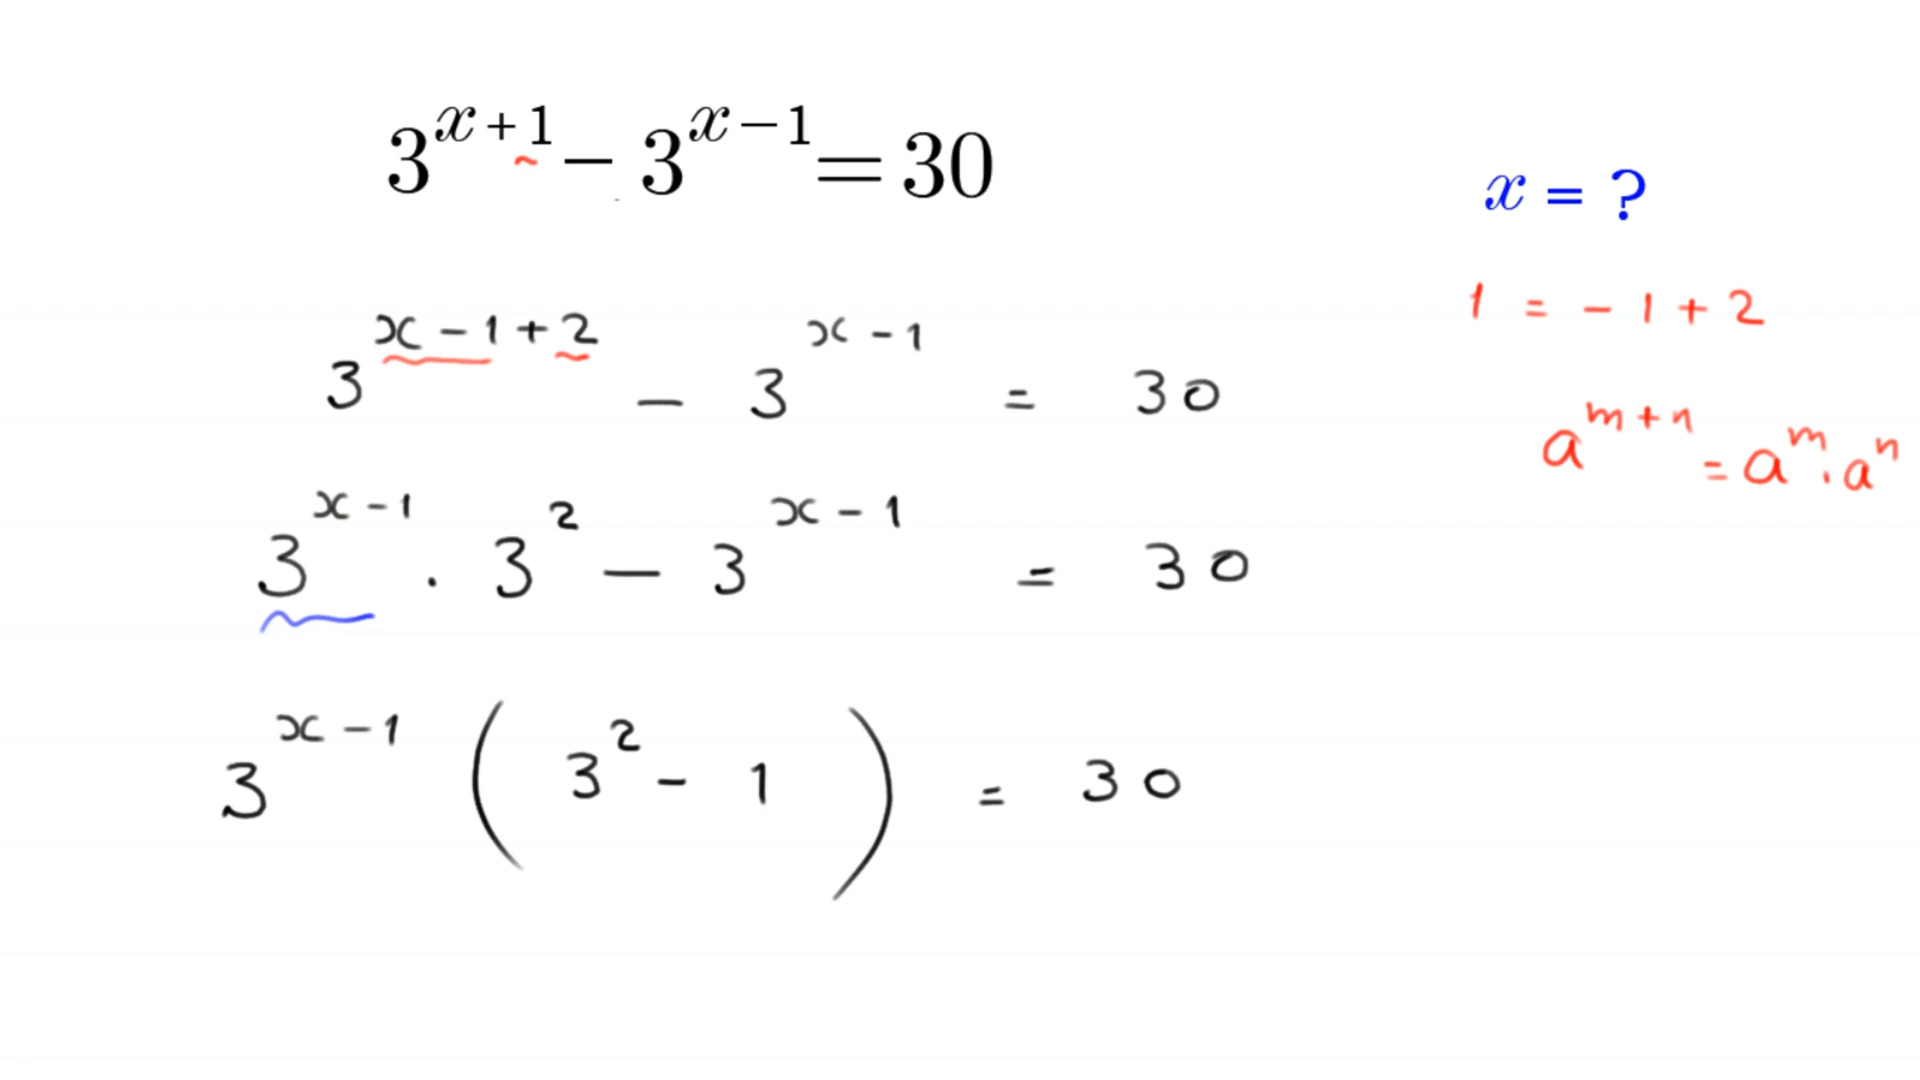 3^{x+1} - 3^{x-1} = 30
x = ?
1 = -1 + 2
3^{x-1+2} - 3^{x-1} = 30
a^{m+n} = a^m . a^n
3^{x-1} . 3^2 - 3^{x-1} = 30
3^{x-1} ( 3^2 - 1 ) = 30